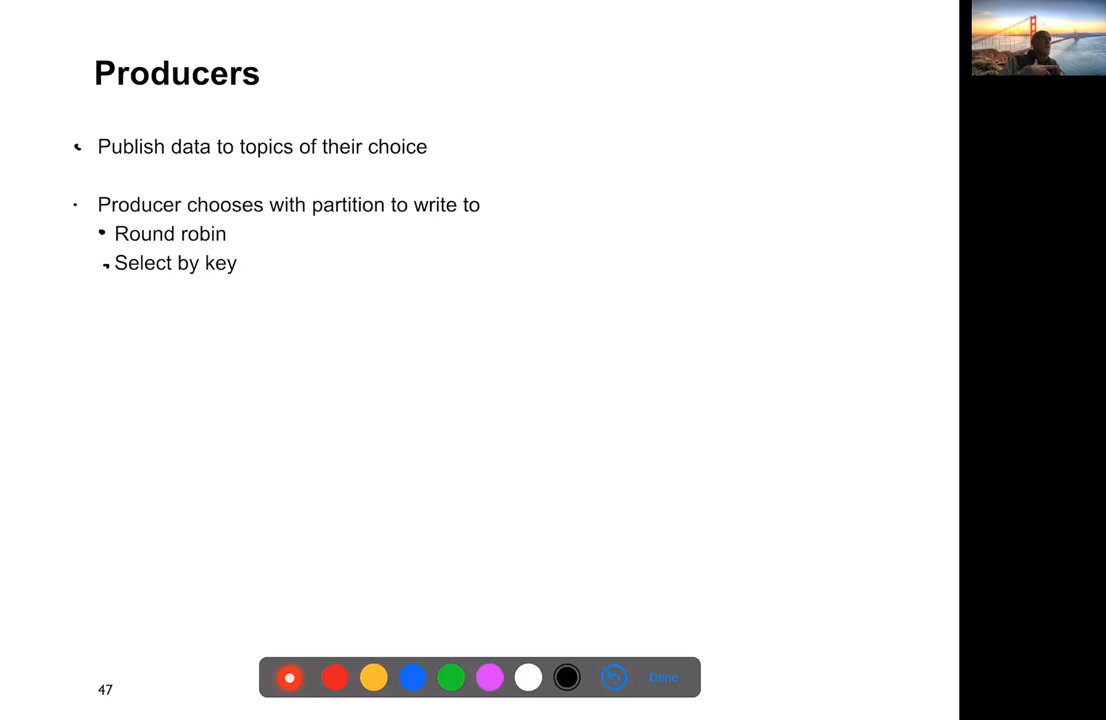 Producers
Publish data to topics of their choice
Producer chooses with partition to write to
Round robin
Select by key
47
Done